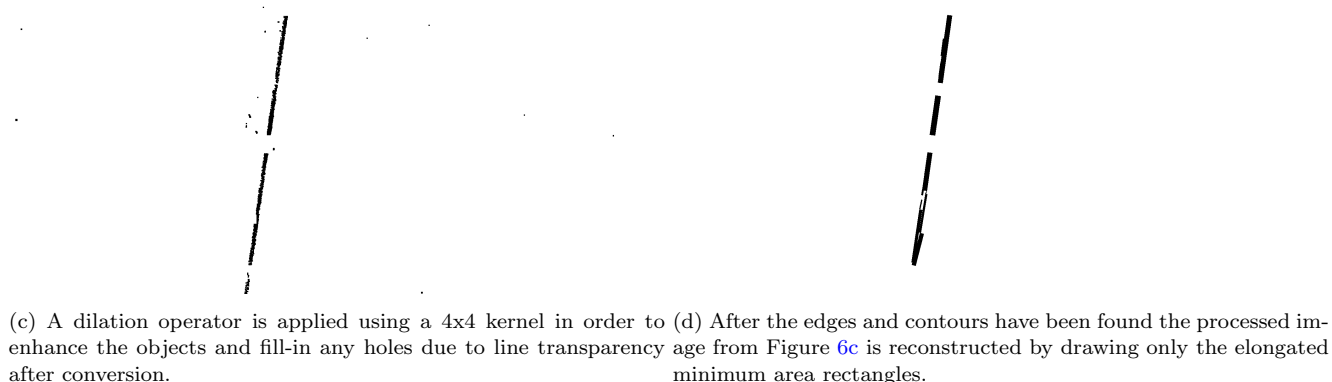 (c) A dilation operator is applied using a 4x4 kernel in order to
enhance the objects and fill-in any holes due to line transparency
after conversion.
(d) After the edges and contours have been found the processed im-
age from Figure 6c is reconstructed by drawing only the elongated
minimum area rectangles.